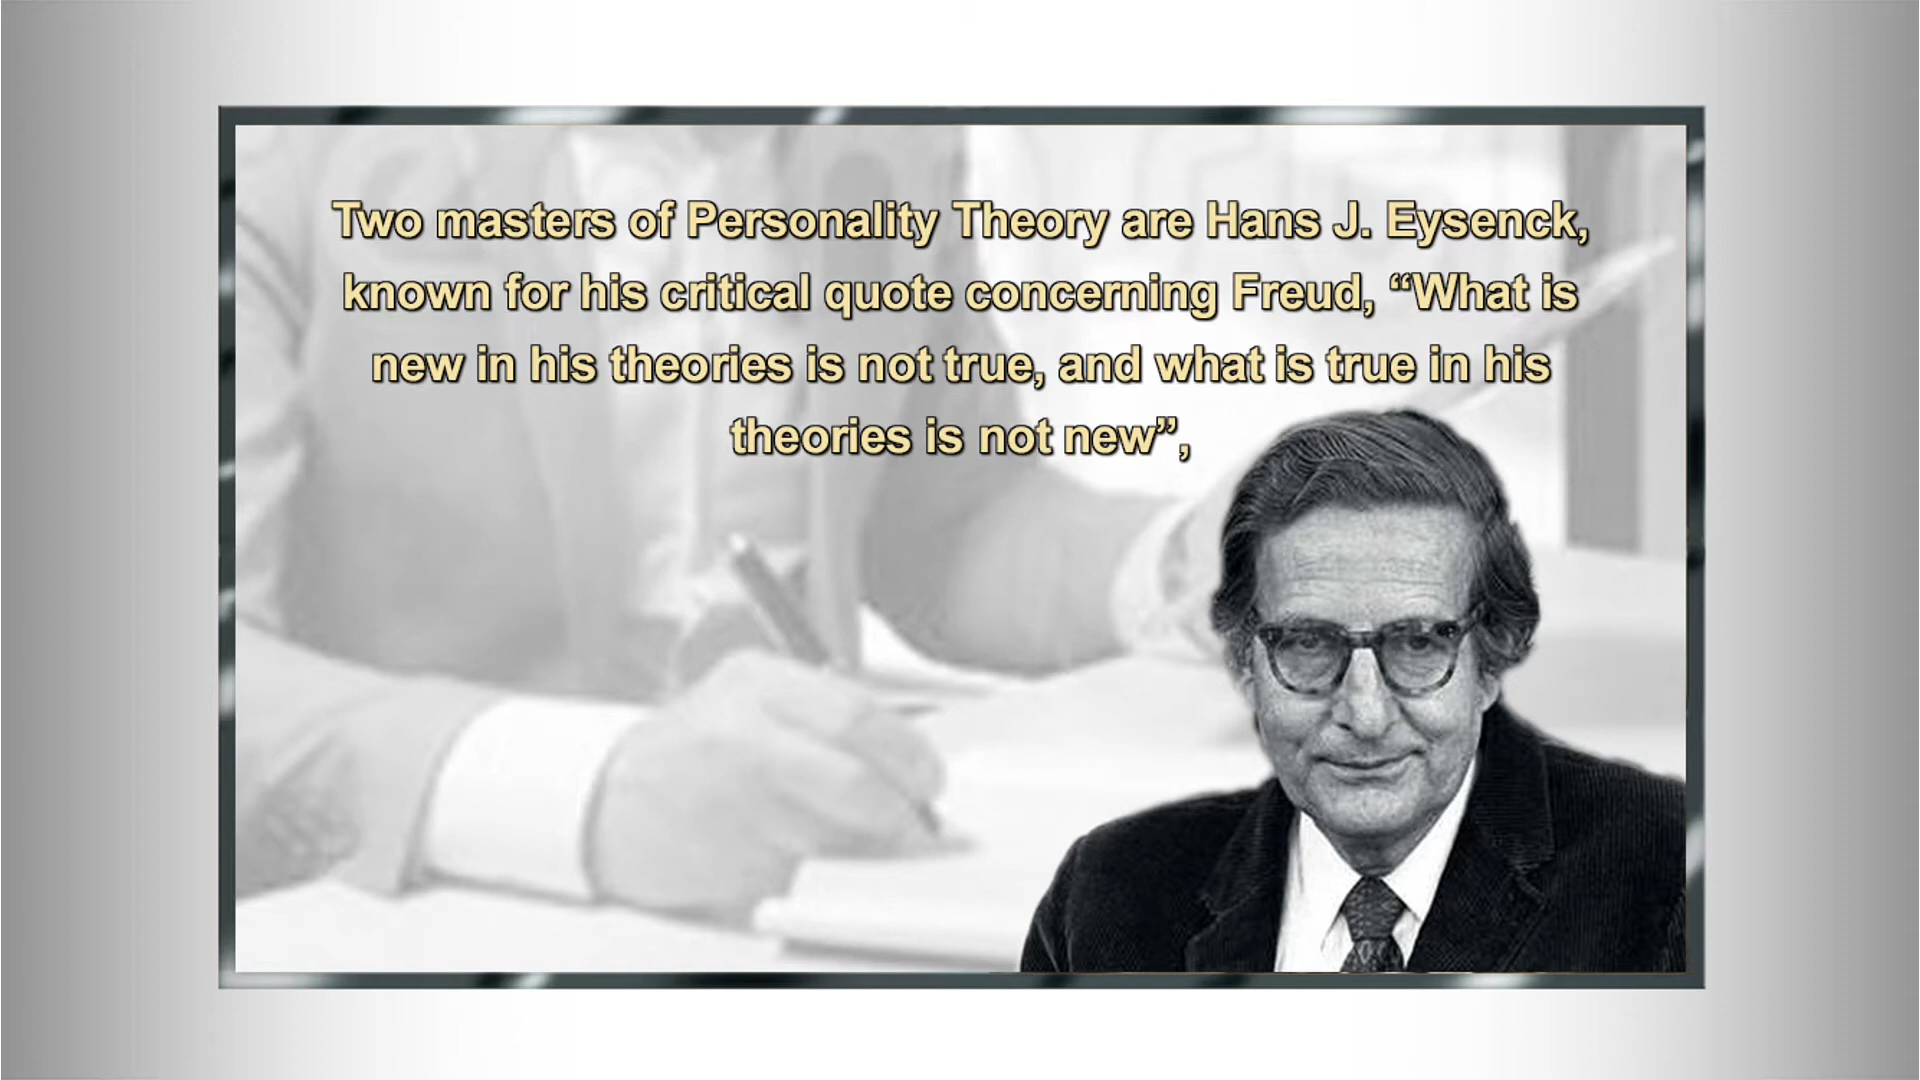 Two masters of Personality Theory are Hans J. Eysenck,
known for his critical quote concerning Freud, “What is
new in his theories is not true, and what is true in his
theories is not new”,